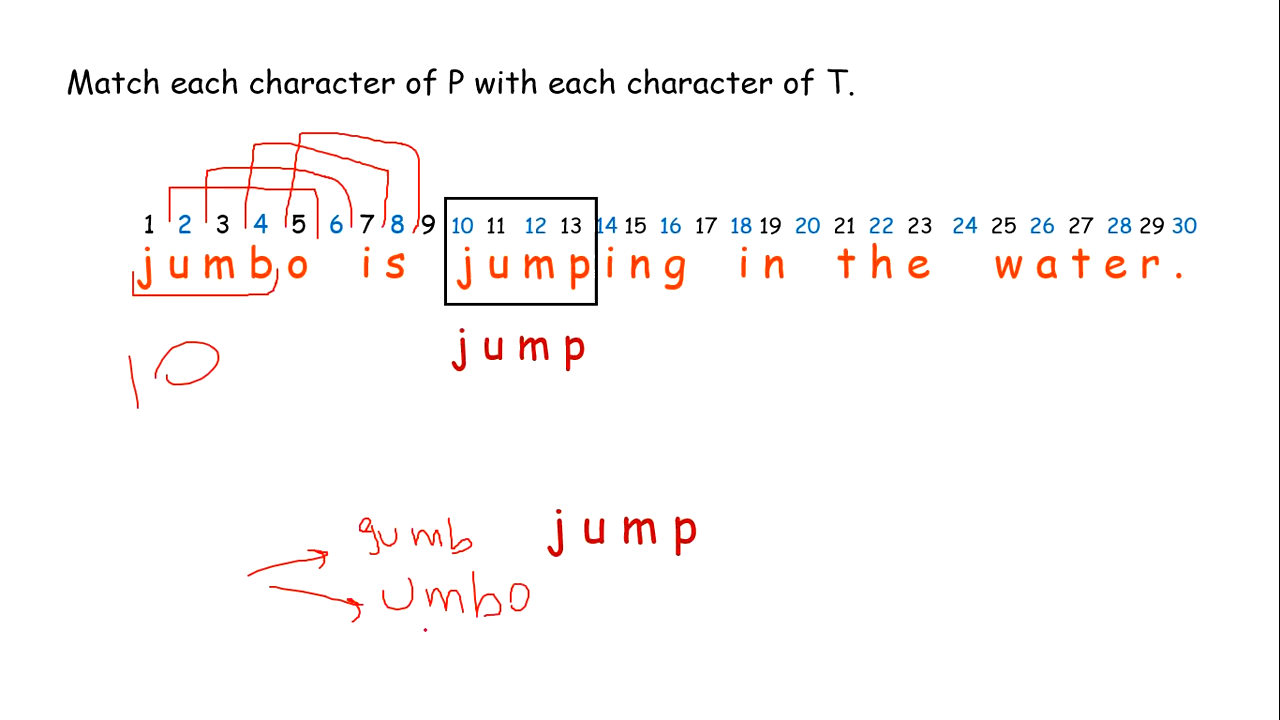 Match each character of P with each character of T.
1 2 3 4 5 6 7 8 9 10 11 12 13 14 15 16 17 18 19 20 21 22 23 24 25 26 27 28 29 30
jumbo is jumping in the water.
jump
10
jumb jump
umbo